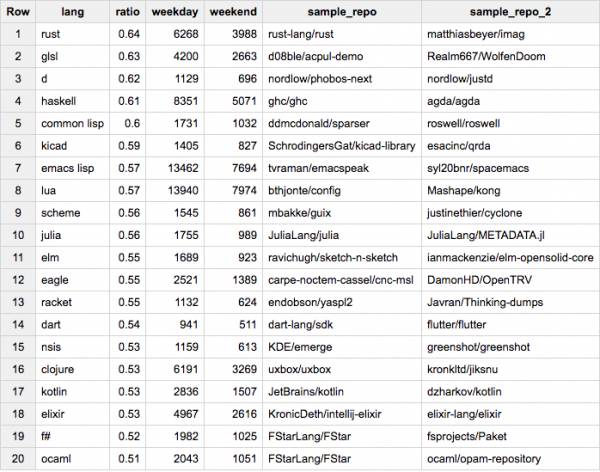 Row lang ratio weekday weekend sample_repo sample_repo_2
1 rust 0.64 6268 3988 rust-lang/rust matthiasbeyer/imag
2 glsl 0.63 4200 2663 d08ble/acpul-demo Realm667/WolfenDoom
3 d 0.62 1129 696 nordlow/phobos-next nordlow/justd
4 haskell 0.61 8351 5071 ghc/ghc agda/agda
5 common lisp 0.6 1731 1032 ddmcdonald/sparser roswell/roswell
6 kicad 0.59 1405 827 SchrodingersGat/kicad-library esacinc/qrda
7 emacs lisp 0.57 13462 7694 tvraman/emacspeak syl20bnr/spacemacs
8 lua 0.57 13940 7974 bthjonte/config Mashape/kong
9 scheme 0.56 1545 861 mbakke/guix justinethier/cyclone
10 julia 0.56 1755 989 JuliaLang/julia JuliaLang/METADATA.jl
11 elm 0.55 1689 923 ravichugh/sketch-n-sketch ianmackenzie/elm-opensolid-core
12 eagle 0.55 2521 1389 carpe-noctem-cassel/cnc-msl DamonHD/OpenTRV
13 racket 0.55 1132 624 endobson/yaspl2 Javran/Thinking-dumps
14 dart 0.54 941 511 dart-lang/sdk flutter/flutter
15 nsis 0.53 1159 613 KDE/emerge greenshot/greenshot
16 clojure 0.53 6191 3269 uxbox/uxbox kronkltd/jiksnu
17 kotlin 0.53 2836 1507 JetBrains/kotlin dzharkov/kotlin
18 elixir 0.53 4967 2616 KronicDeth/intellij-elixir elixir-lang/elixir
19 f# 0.52 1982 1025 FStarLang/FStar fsprojects/Paket
20 ocaml 0.51 2043 1051 FStarLang/FStar ocaml/opam-repository